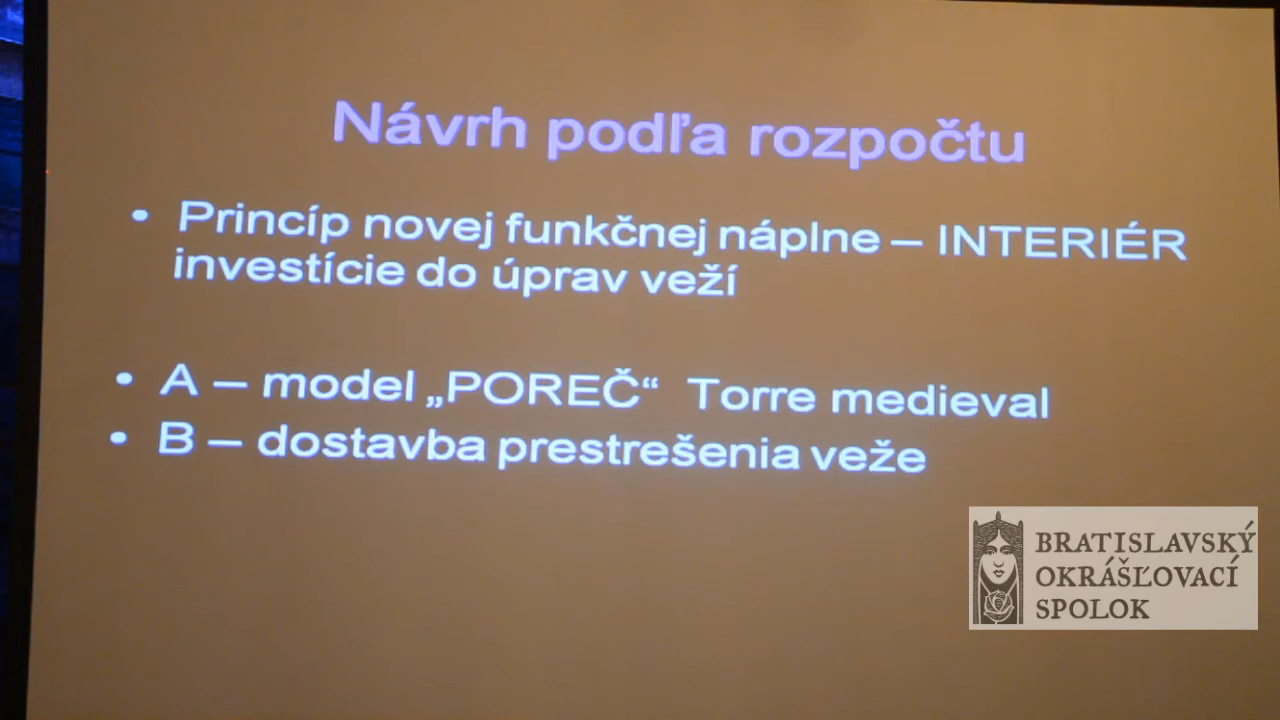 Návrh podľa rozpočtu
• Princíp novej funkčnej náplne – INTERIÉR
investície do úprav veží
• A – model „POREČ“ Torre medieval
• B – dostavba prestrešenia veže
BRATISLAVSKÝ
OKRÁŠĽOVACÍ
SPOLOK